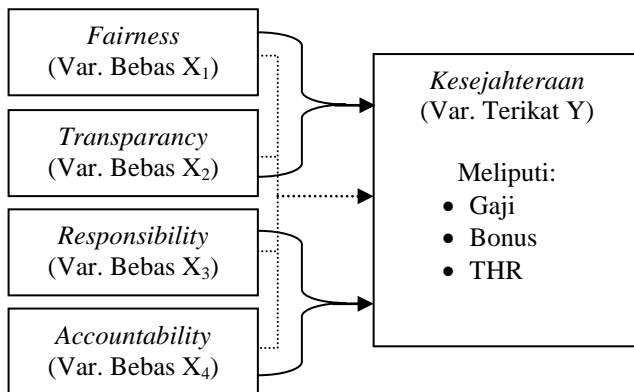 Fairness
(Var. Bebas X₁)
Transparancy
(Var. Bebas X₂)
Responsibility
(Var. Bebas X₃)
Accountability
(Var. Bebas X₄)
Kesejahteraan
(Var. Terikat Y)
Meliputi:
• Gaji
• Bonus
• THR